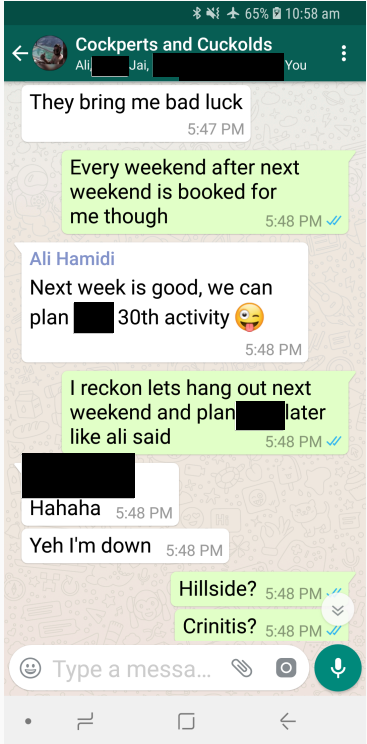 65% 10:58 am
Cockperts and Cuckolds
Ali, Jai, You
They bring me bad luck
5:47 PM
Every weekend after next
weekend is booked for
me though 5:48 PM
Ali Hamidi
Next week is good, we can
plan 30th activity
5:48 PM
I reckon lets hang out next
weekend and plan later
like ali said 5:48 PM
Hahaha 5:48 PM
Yeh I'm down 5:48 PM
Hillside? 5:48 PM
Crinitis? 5:48 PM
Type a messa...